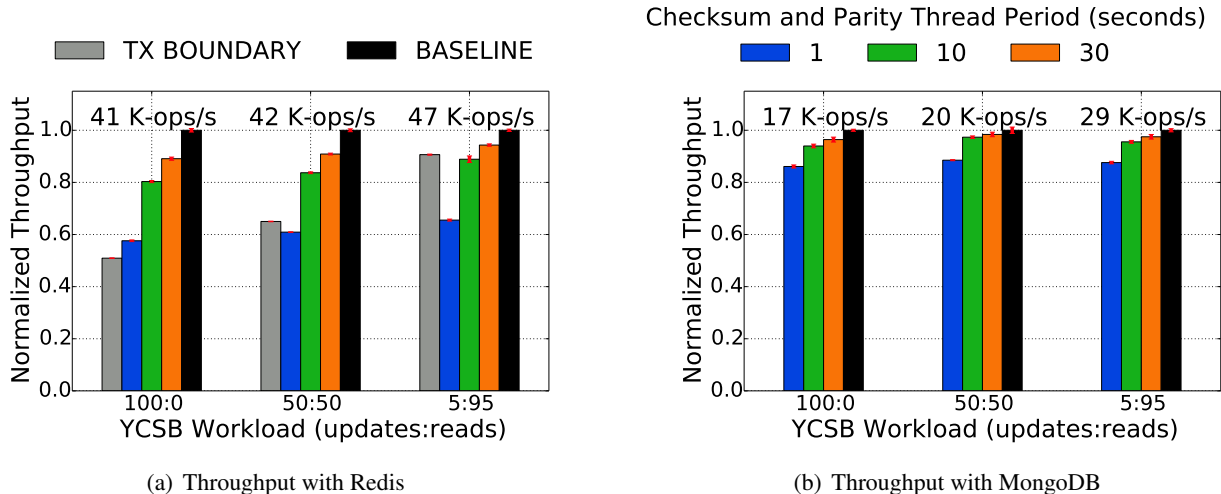 TX BOUNDARY BASELINE
Checksum and Parity Thread Period (seconds)
1 10 30
Normalized Throughput
1.0
0.8
0.6
0.4
0.2
0.0
41 K-ops/s 42 K-ops/s 47 K-ops/s
100:0 50:50 5:95
YCSB Workload (updates:reads)
(a) Throughput with Redis
Normalized Throughput
1.0
0.8
0.6
0.4
0.2
0.0
17 K-ops/s 20 K-ops/s 29 K-ops/s
100:0 50:50 5:95
YCSB Workload (updates:reads)
(b) Throughput with MongoDB